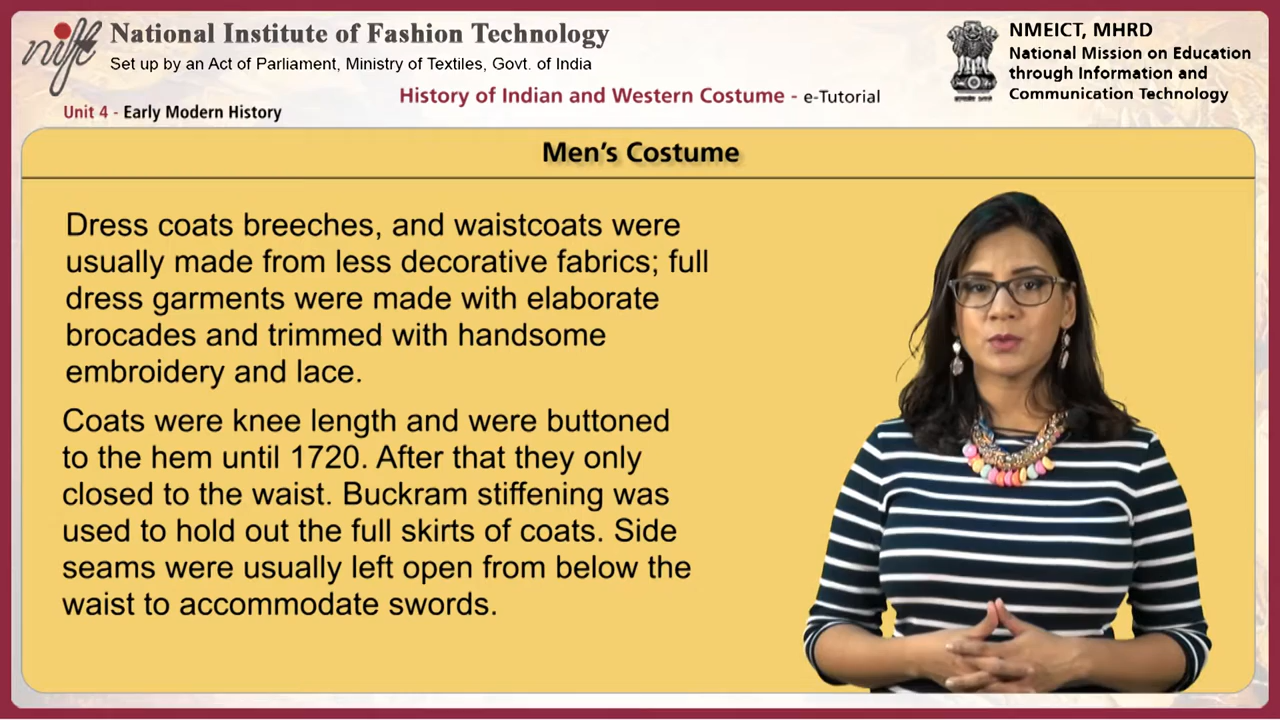 nift
National Institute of Fashion Technology
Set up by an Act of Parliament, Ministry of Textiles, Govt. of India
NMEICT, MHRD
National Mission on Education
through Information and
Communication Technology
History of Indian and Western Costume - e-Tutorial
Unit 4 - Early Modern History
Men's Costume
Dress coats breeches, and waistcoats were
usually made from less decorative fabrics; full
dress garments were made with elaborate
brocades and trimmed with handsome
embroidery and lace.
Coats were knee length and were buttoned
to the hem until 1720. After that they only
closed to the waist. Buckram stiffening was
used to hold out the full skirts of coats. Side
seams were usually left open from below the
waist to accommodate swords.